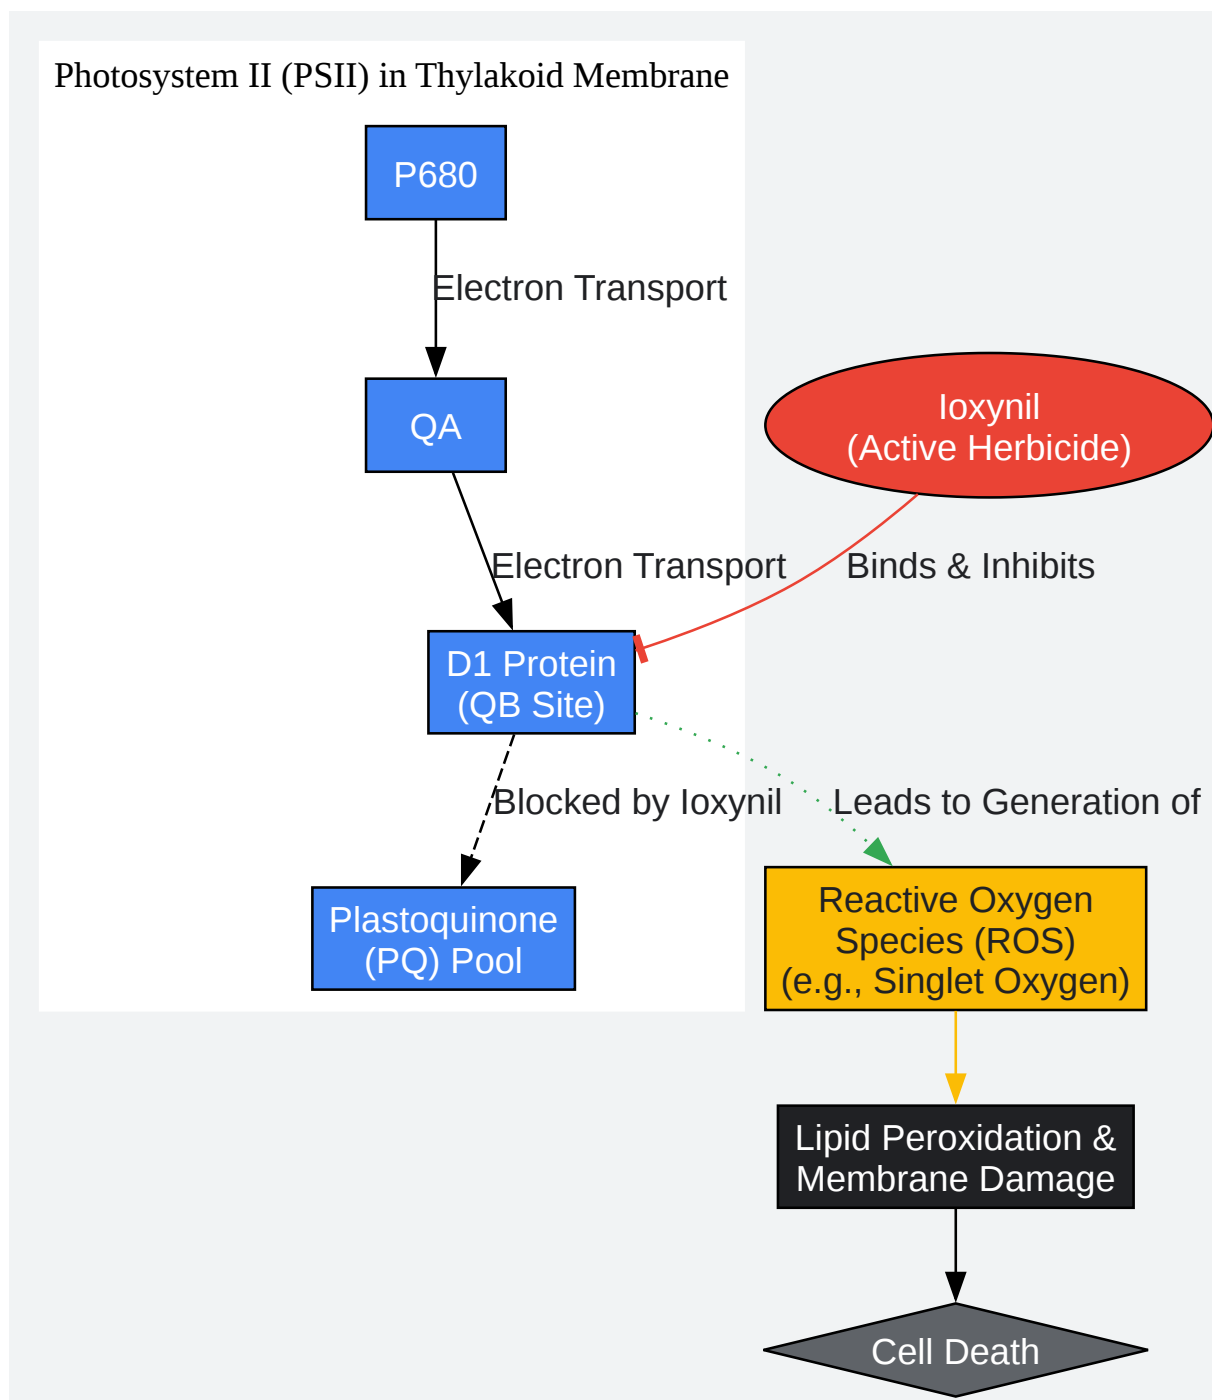 Photosystem II (PSII) in Thylakoid Membrane
P680
Electron Transport
QA
Ioxynil
(Active Herbicide)
Electron Transport
Binds & Inhibits
D1 Protein
(QB Site)
Blocked by Ioxynil
Leads to Generation of
Plastoquinone
(PQ) Pool
Reactive Oxygen
Species (ROS)
(e.g., Singlet Oxygen)
Lipid Peroxidation &
Membrane Damage
Cell Death